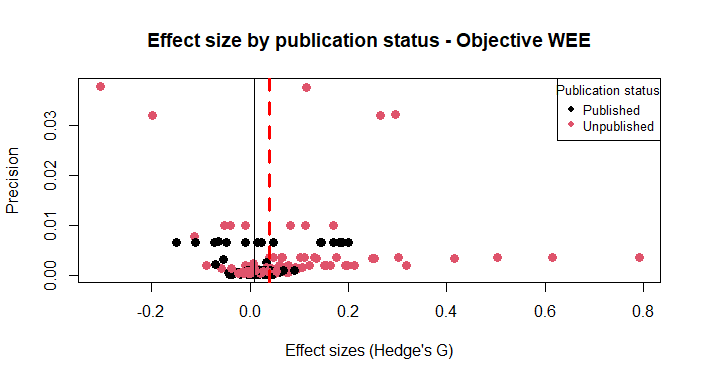 Effect size by publication status - Objective WEE
Publication status
Published
Unpublished
Precision
0.03
0.02
0.01
0.00
-0.2 0.0 0.2 0.4 0.6 0.8
Effect sizes (Hedge's G)